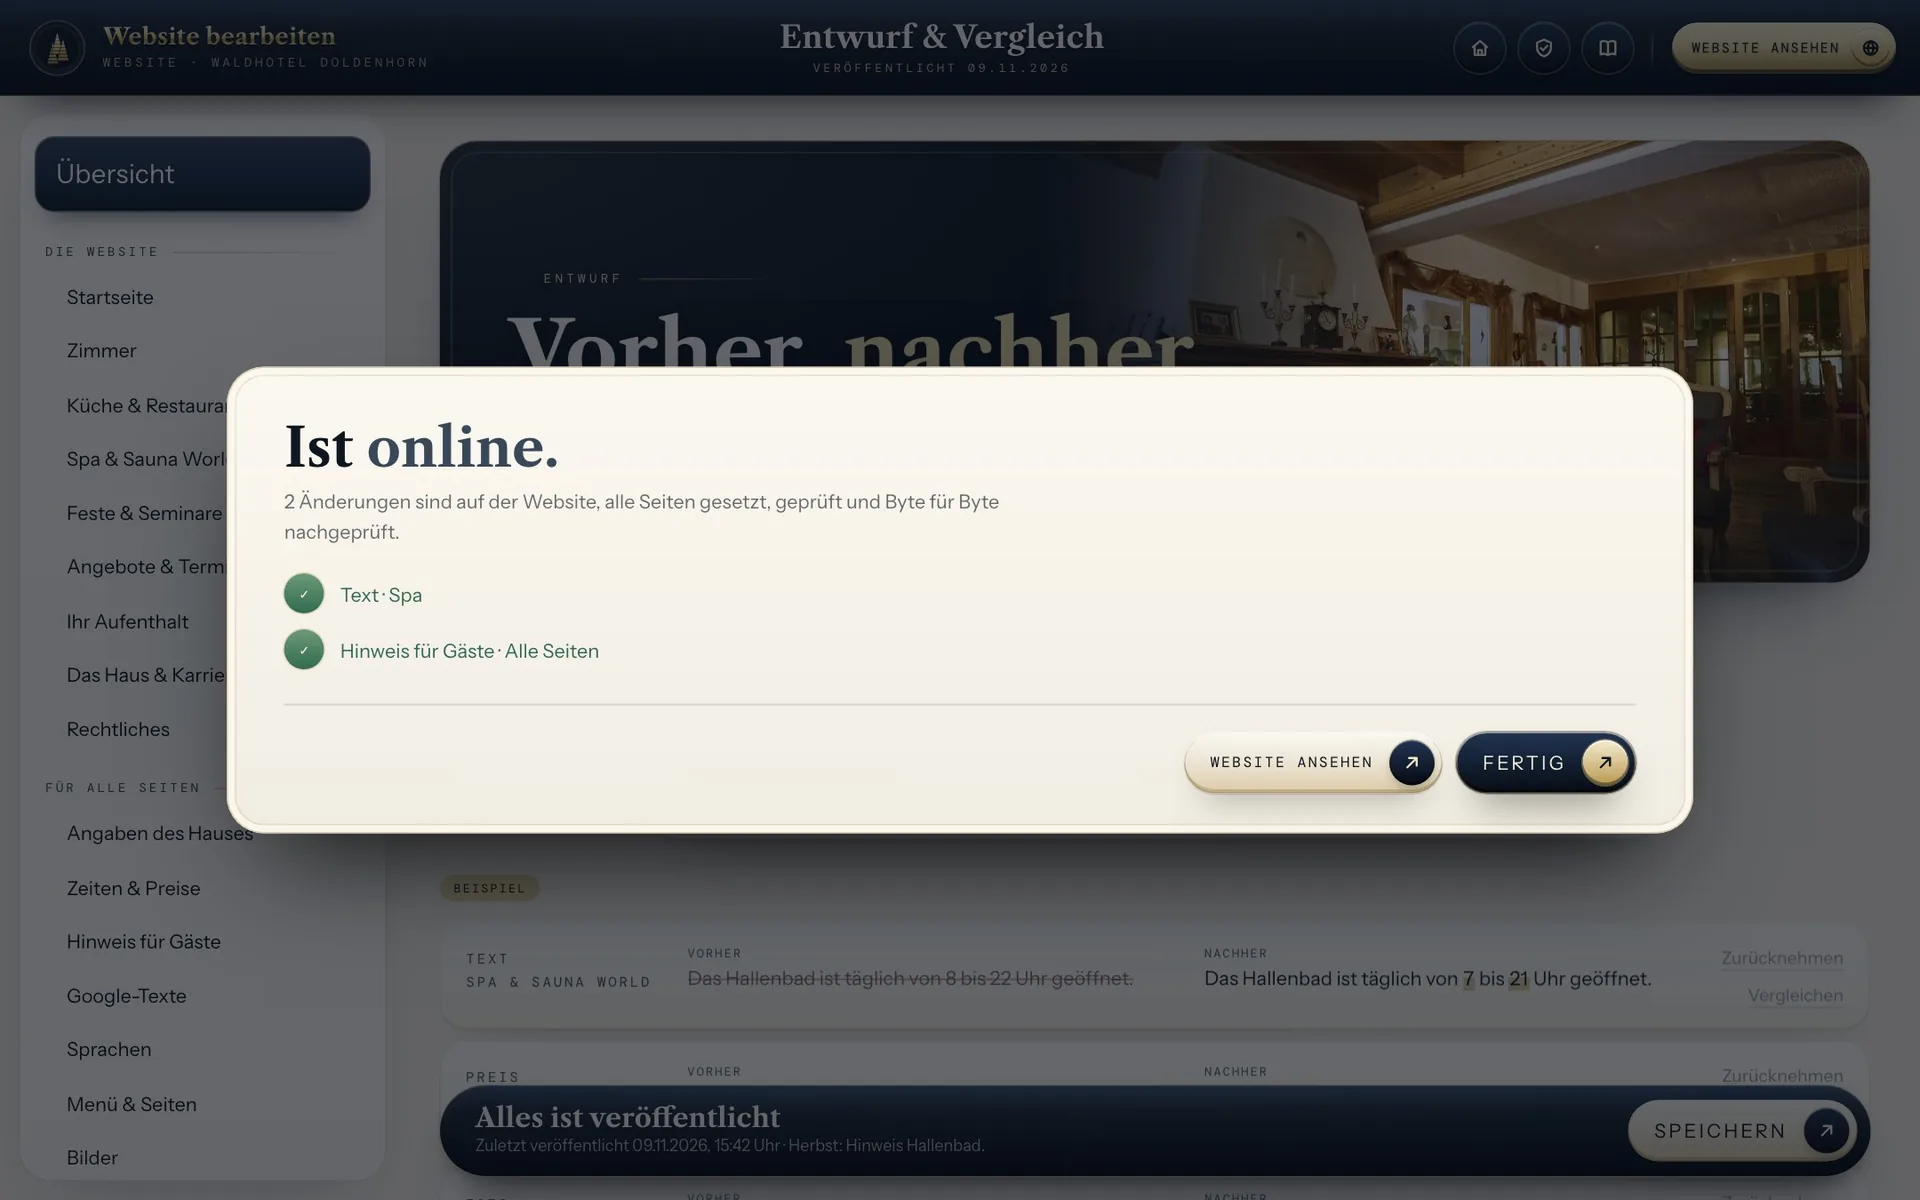 Website bearbeiten
WEBSITE · WALDHOTEL DOLDENHORN
Entwurf & Vergleich
VERÖFFENTLICHT 09.11.2026
WEBSITE ANSEHEN
Übersicht
DIE WEBSITE
Startseite
Zimmer
Küche & Restaura
Spa & Sauna Worl
Feste & Seminare
Angebote & Term
Ihr Aufenthalt
Das Haus & Karrie
Rechtliches
FÜR ALLE SEITEN
Angaben des Hauses
Zeiten & Preise
Hinweis für Gäste
Google-Texte
Sprachen
Menü & Seiten
Bilder
ENTWURF
Vorher, nachher
Ist online.
2 Änderungen sind auf der Website, alle Seiten gesetzt, geprüft und Byte für Byte
nachgeprüft.
✓ Text · Spa
✓ Hinweis für Gäste · Alle Seiten
WEBSITE ANSEHEN
FERTIG
BEISPIEL
TEXT
SPA & SAUNA WORLD
VORHER
Das Hallenbad ist täglich von 8 bis 22 Uhr geöffnet.
NACHHER
Das Hallenbad ist täglich von 7 bis 21 Uhr geöffnet.
Zurücknehmen
Vergleichen
PREIS
VORHER
NACHHER
Zurücknehmen
Alles ist veröffentlicht
Zuletzt veröffentlicht 09.11.2026, 15:42 Uhr · Herbst: Hinweis Hallenbad.
SPEICHERN
VORHER
NACHHER